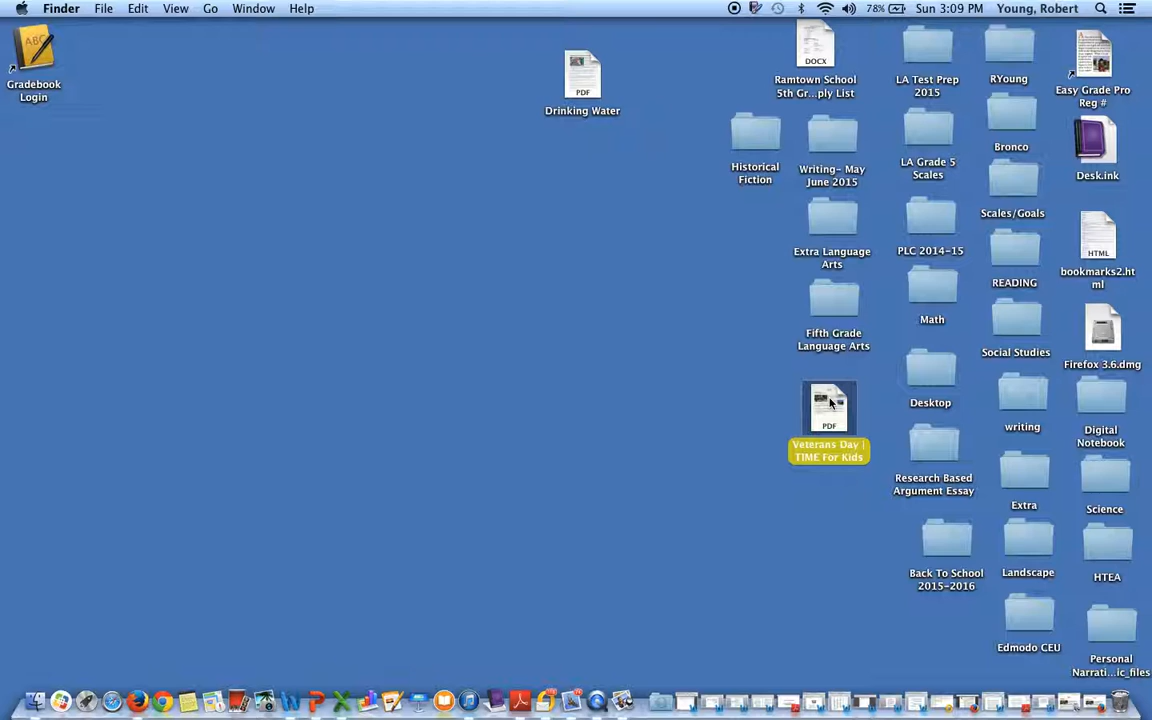 Finder File Edit View Go Window Help 78% Sun 3:09 PM Young, Robert
Gradebook
Login
PDF
Drinking Water
DOCX
Ramtown School
5th Gr...ply List
LA Test Prep
2015
RYoung
Easy Grade Pro
Reg #
Historical
Fiction
Writing- May
June 2015
LA Grade 5
Scales
Bronco
Desk.ink
Extra Language
Arts
PLC 2014-15
Scales/Goals
HTML
bookmarks2.ht
ml
Fifth Grade
Language Arts
Math
READING
Social Studies
Firefox 3.6.dmg
PDF
Veterans Day |
TIME For Kids
Desktop
writing
Digital
Notebook
Research Based
Argument Essay
Extra
Science
Back To School
2015-2016
Landscape
HTEA
Edmodo CEU
Personal
Narrati...ic_files